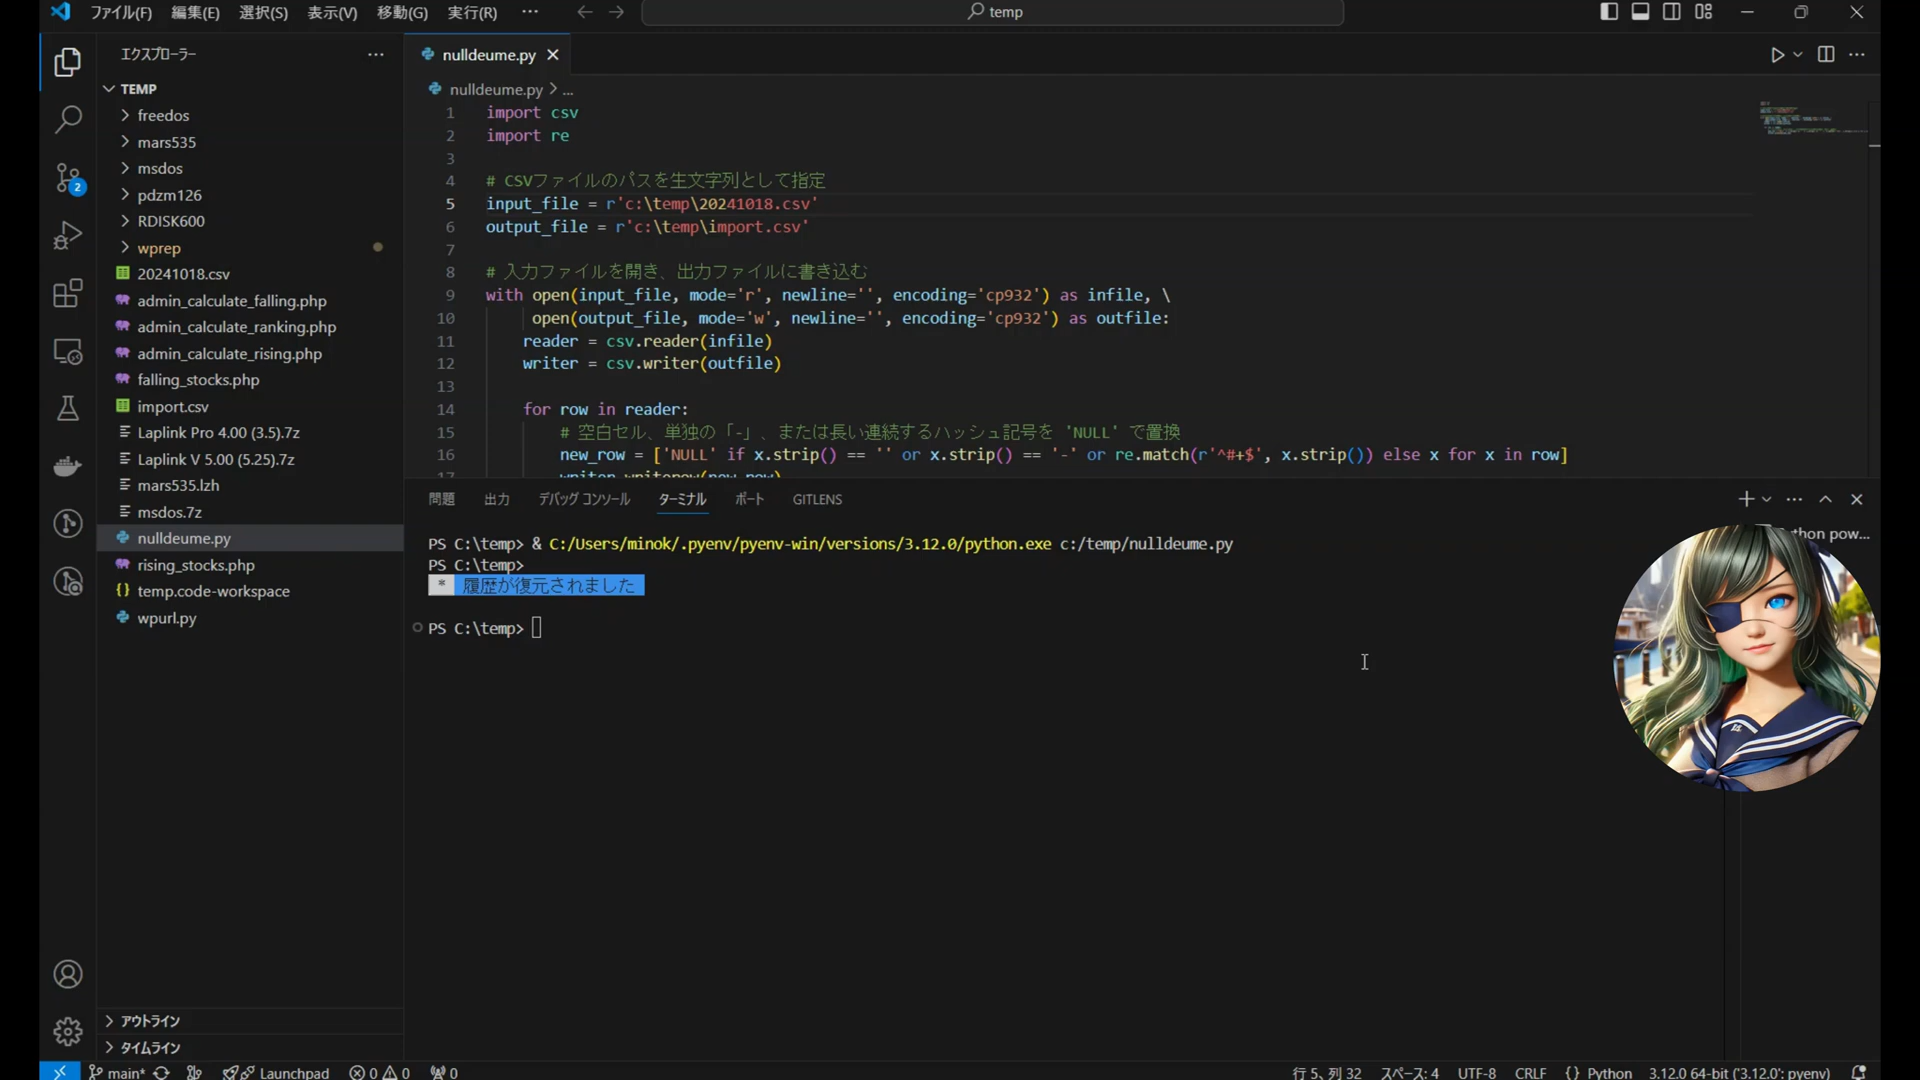 ファイル(F) 編集(E) 選択(S) 表示(V) 移動(G) 実行(R) ··· temp
エクスプローラー ···
TEMP
freedos
mars535
msdos
pdzm126
RDISK600
wprep
20241018.csv
admin_calculate_falling.php
admin_calculate_ranking.php
admin_calculate_rising.php
falling_stocks.php
import.csv
Laplink Pro 4.00 (3.5).7z
Laplink V 5.00 (5.25).7z
mars535.lzh
msdos.7z
nulldeume.py
rising_stocks.php
temp.code-workspace
wpurl.py
アウトライン
タイムライン
2
nulldeume.py
nulldeume.py > ...
1 import csv
2 import re
3
4 # CSVファイルのパスを生文字列として指定
5 input_file = r'c:\temp\20241018.csv'
6 output_file = r'c:\temp\import.csv'
7
8 # 入力ファイルを開き、出力ファイルに書き込む
9 with open(input_file, mode='r', newline='', encoding='cp932') as infile, \
10 open(output_file, mode='w', newline='', encoding='cp932') as outfile:
11 reader = csv.reader(infile)
12 writer = csv.writer(outfile)
13
14 for row in reader:
15 # 空白セル、単独の「-」、または長い連続するハッシュ記号を 'NULL' で置換
16 new_row = ['NULL' if x.strip() == '' or x.strip() == '-' or re.match(r'^#+$', x.strip()) else x for x in row]
17 writer.writerow(new_row)
問題 出力 デバッグ コンソール ターミナル ポート GITLENS
PS C:\temp> & C:/Users/minok/.pyenv/pyenv-win/versions/3.12.0/python.exe c:/temp/nulldeume.py
PS C:\temp>
* 履歴が復元されました
PS C:\temp>
thon pow...
main* Launchpad 0 0 0 行 5、列 32 スペース: 4 UTF-8 CRLF {} Python 3.12.0 64-bit ('3.12.0': pyenv)